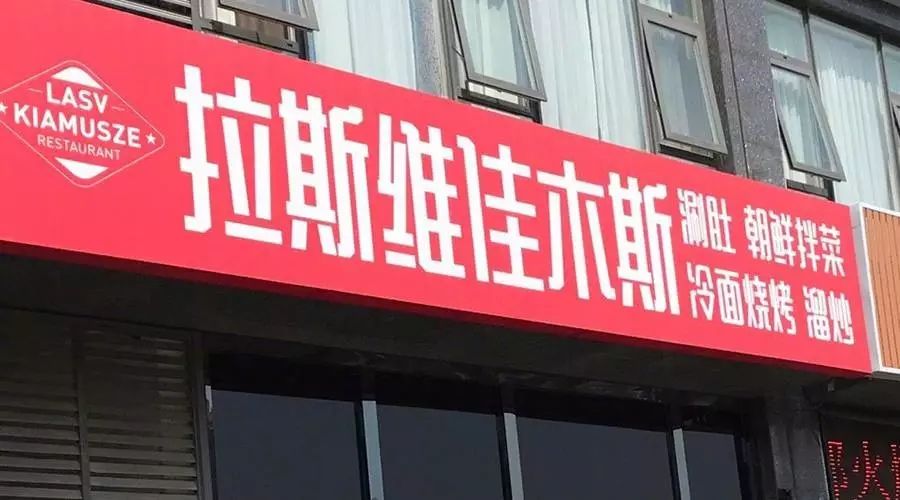 LASV
KIAMUSZE
RESTAURANT
拉斯维佳木斯
涮肚 朝鲜拌菜
冷面烧烤 溜炒
火